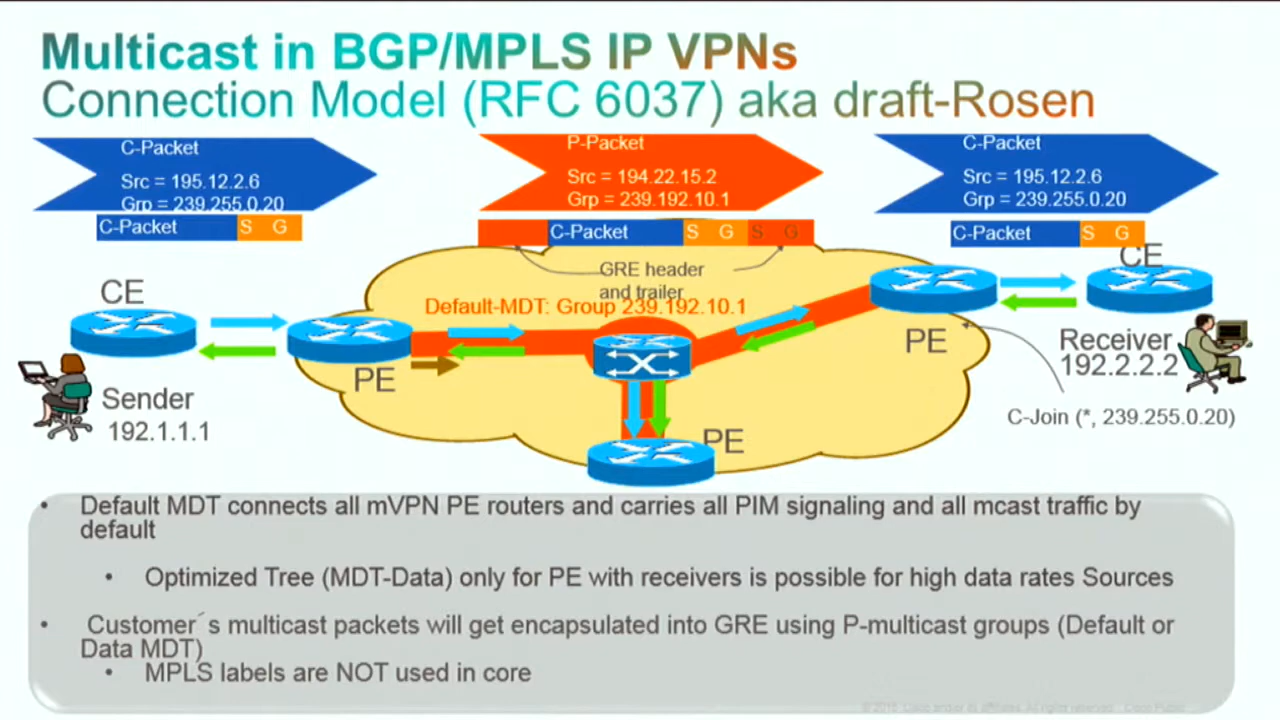 Multicast in BGP/MPLS IP VPNs
Connection Model (RFC 6037) aka draft-Rosen
C-Packet
Src = 195.12.2.6
Grp = 239.255.0.20
C-Packet S G
P-Packet
Src = 194.22.15.2
Grp = 239.192.10.1
C-Packet S G S G
C-Packet
Src = 195.12.2.6
Grp = 239.255.0.20
C-Packet S G
GRE header
and trailer
Default-MDT: Group 239.192.10.1
CE
PE
Sender
192.1.1.1
PE
PE
CE
Receiver
192.2.2.2
C-Join (*, 239.255.0.20)
• Default MDT connects all mVPN PE routers and carries all PIM signaling and all mcast traffic by
default
• Optimized Tree (MDT-Data) only for PE with receivers is possible for high data rates Sources
• Customer´s multicast packets will get encapsulated into GRE using P-multicast groups (Default or
Data MDT)
• MPLS labels are NOT used in core